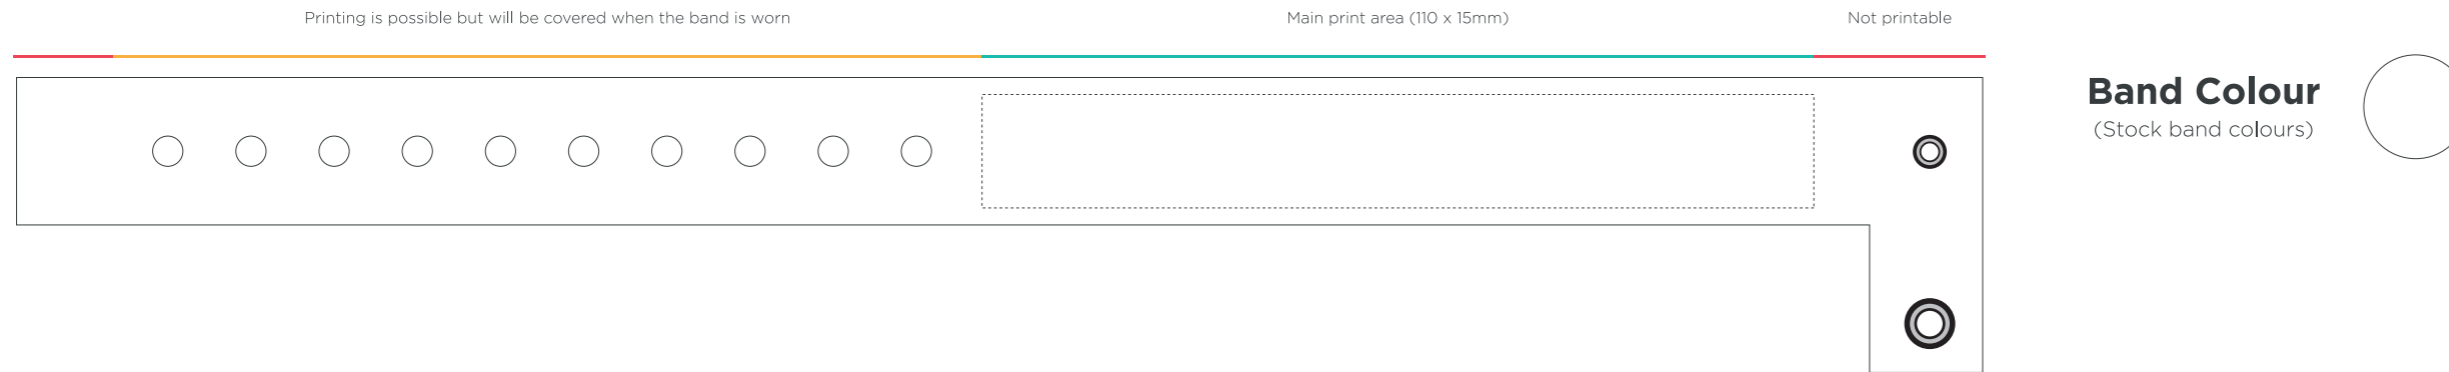 Printing is possible but will be covered when the band is worn
Main print area (110 x 15mm)
Not printable
Band Colour
(Stock band colours)